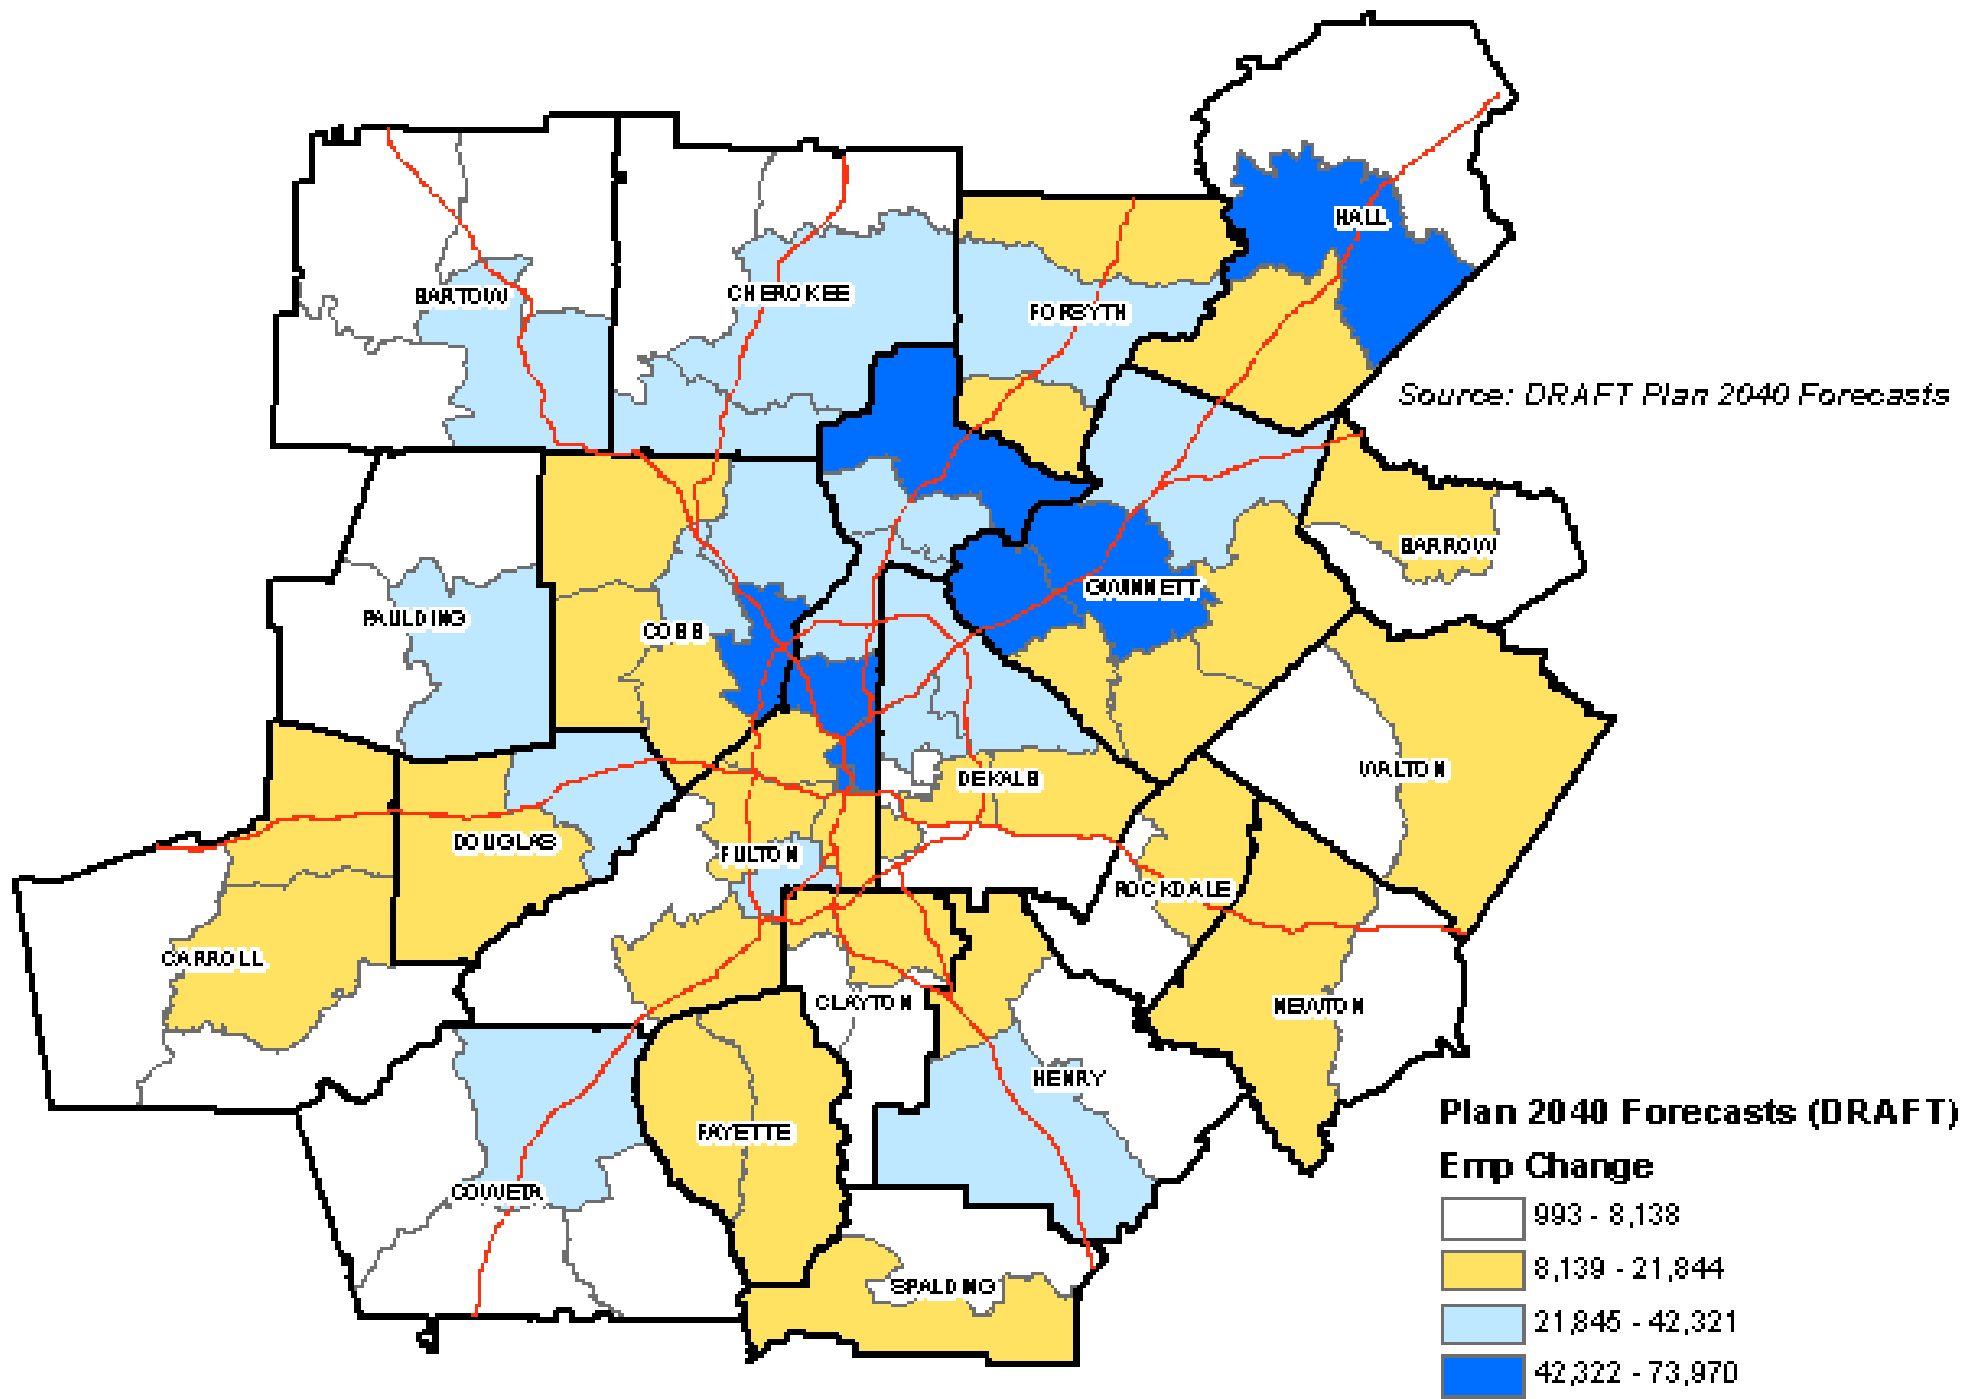 HALL
BARTOW
CHEROKEE
FORSYTH
Source: DRAFT Plan 2040 Forecasts
BARROW
GWINNETT
PAULDING
COBB
WALTON
DEKALB
DOUGLAS
FULTON
ROCKDALE
CARROLL
CLAYTON
NEWTON
HENRY
FAYETTE
COWETA
SPALDING
Plan 2040 Forecasts (DRAFT)
Emp Change
993 - 8,138
8,139 - 21,844
21,845 - 42,321
42,322 - 73,970